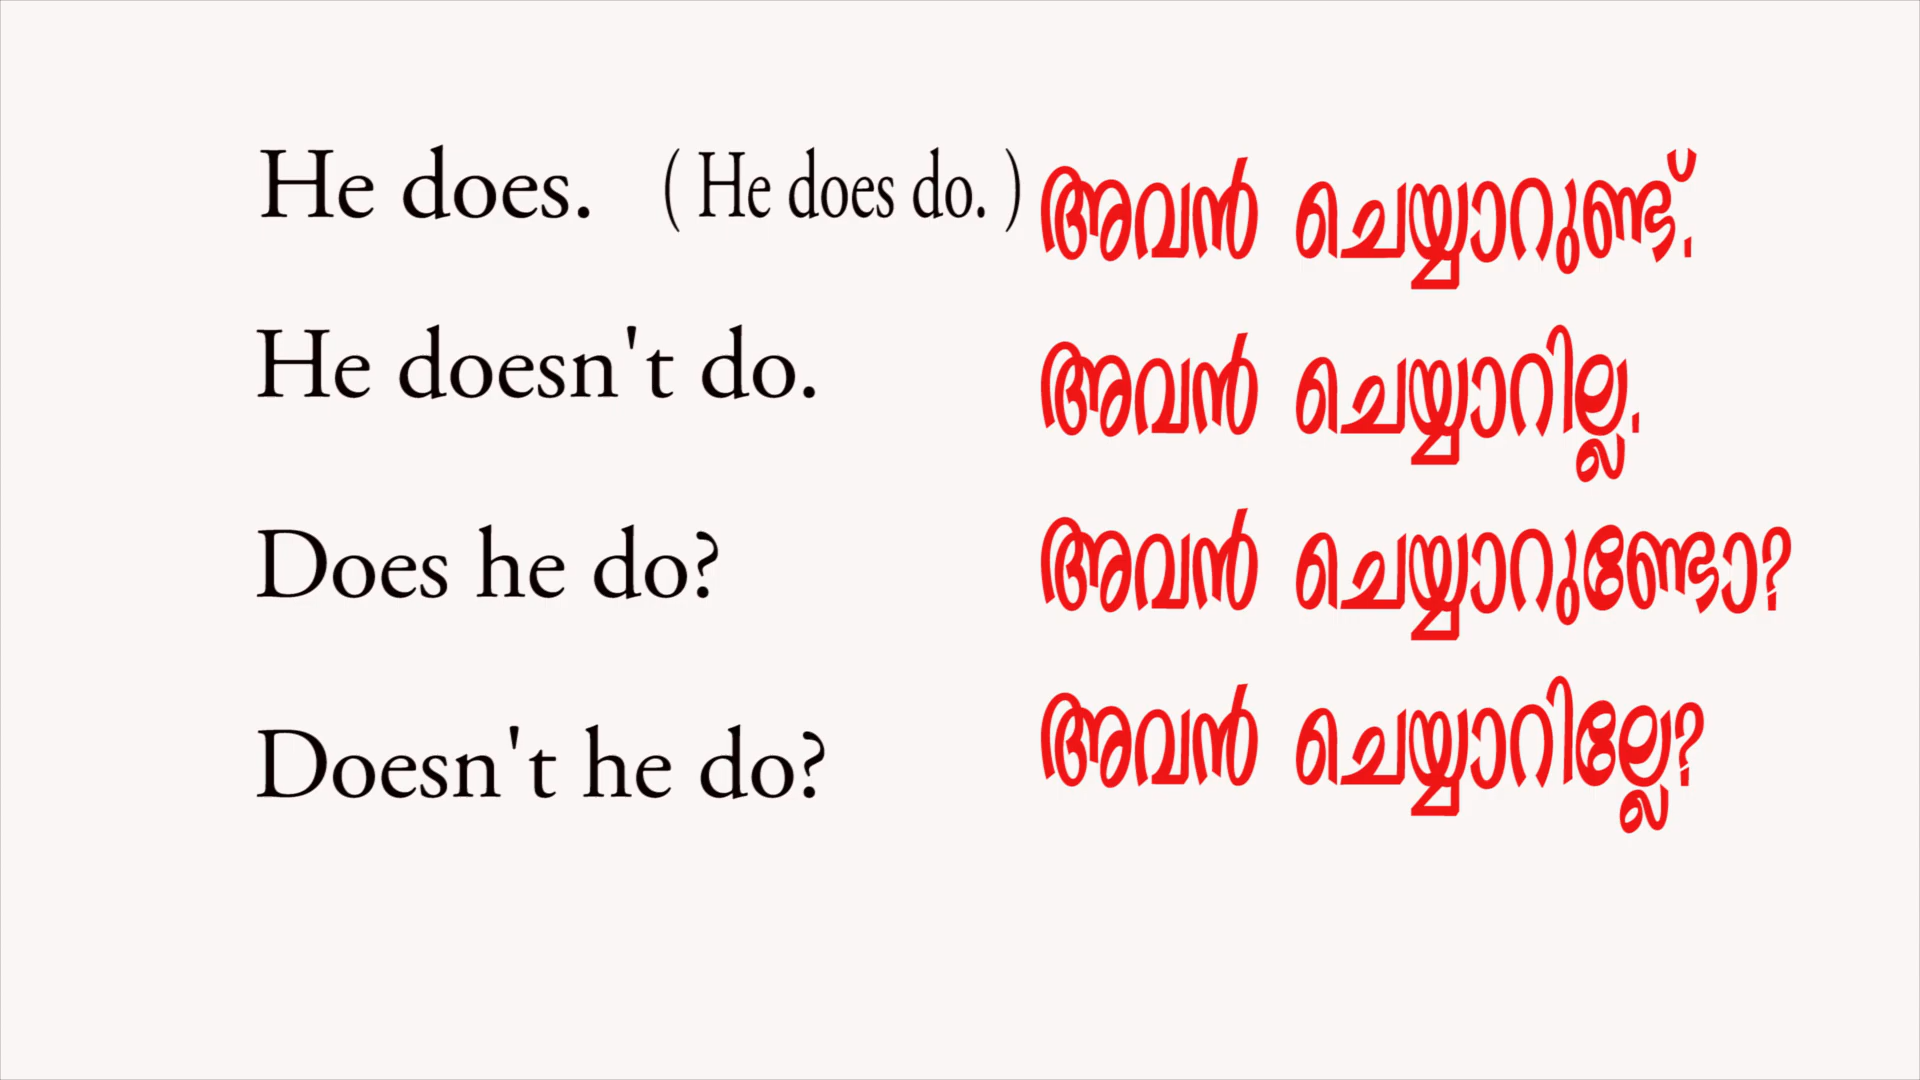 He does. ( He does do. ) അവൻ ചെയ്യാറുണ്ട്.
He doesn't do. അവൻ ചെയ്യാറില്ല.
Does he do? അവൻ ചെയ്യാറുണ്ടോ?
Doesn't he do? അവൻ ചെയ്യാറില്ലേ?